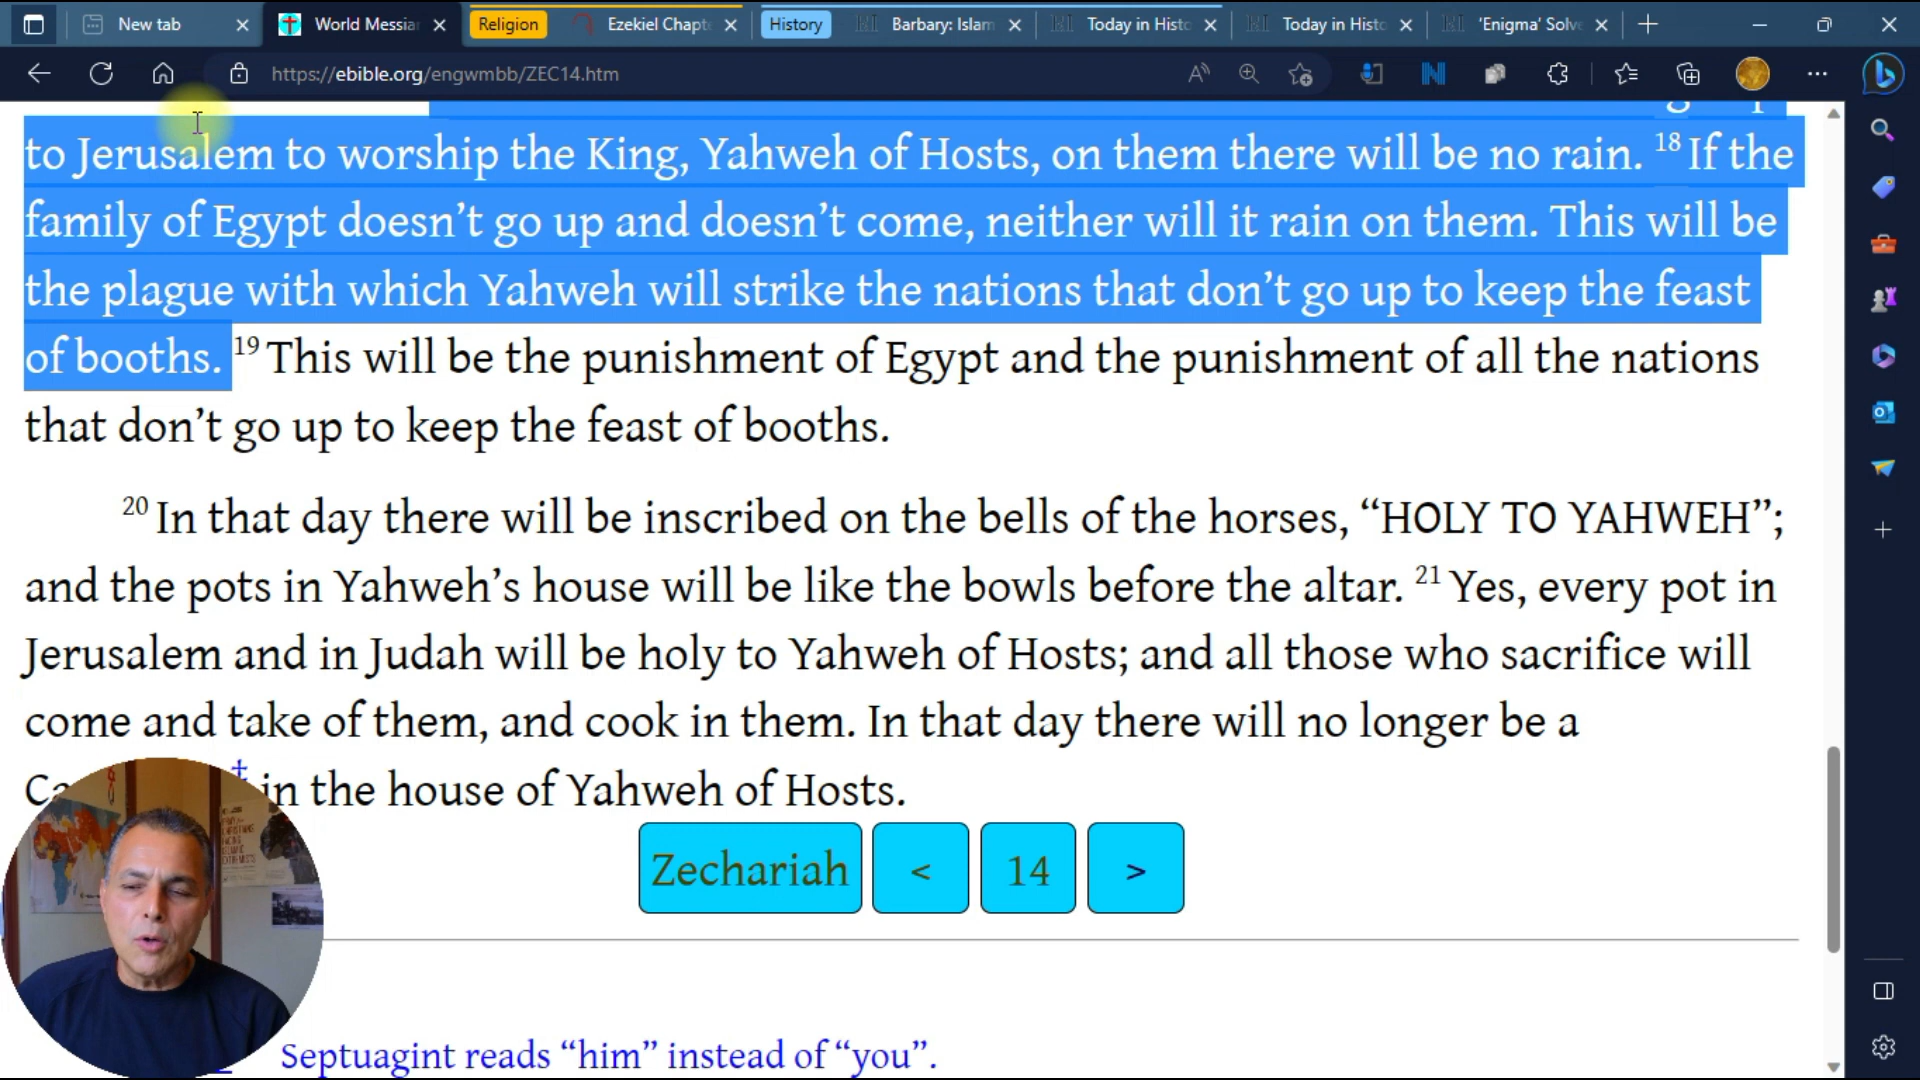 New tab
World Messia
Religion
Ezekiel Chapt
History
Barbary: Islam
Today in Histo
Today in Histo
'Enigma' Solv
https://ebible.org/engwmbb/ZEC14.htm
to Jerusalem to worship the King, Yahweh of Hosts, on them there will be no rain. 18 If the
family of Egypt doesn’t go up and doesn’t come, neither will it rain on them. This will be
the plague with which Yahweh will strike the nations that don’t go up to keep the feast
of booths. 19 This will be the punishment of Egypt and the punishment of all the nations
that don’t go up to keep the feast of booths.
20 In that day there will be inscribed on the bells of the horses, “HOLY TO YAHWEH”;
and the pots in Yahweh’s house will be like the bowls before the altar. 21 Yes, every pot in
Jerusalem and in Judah will be holy to Yahweh of Hosts; and all those who sacrifice will
come and take of them, and cook in them. In that day there will no longer be a
‡ in the house of Yahweh of Hosts.
Zechariah < 14 >
Septuagint reads “him” instead of “you”.